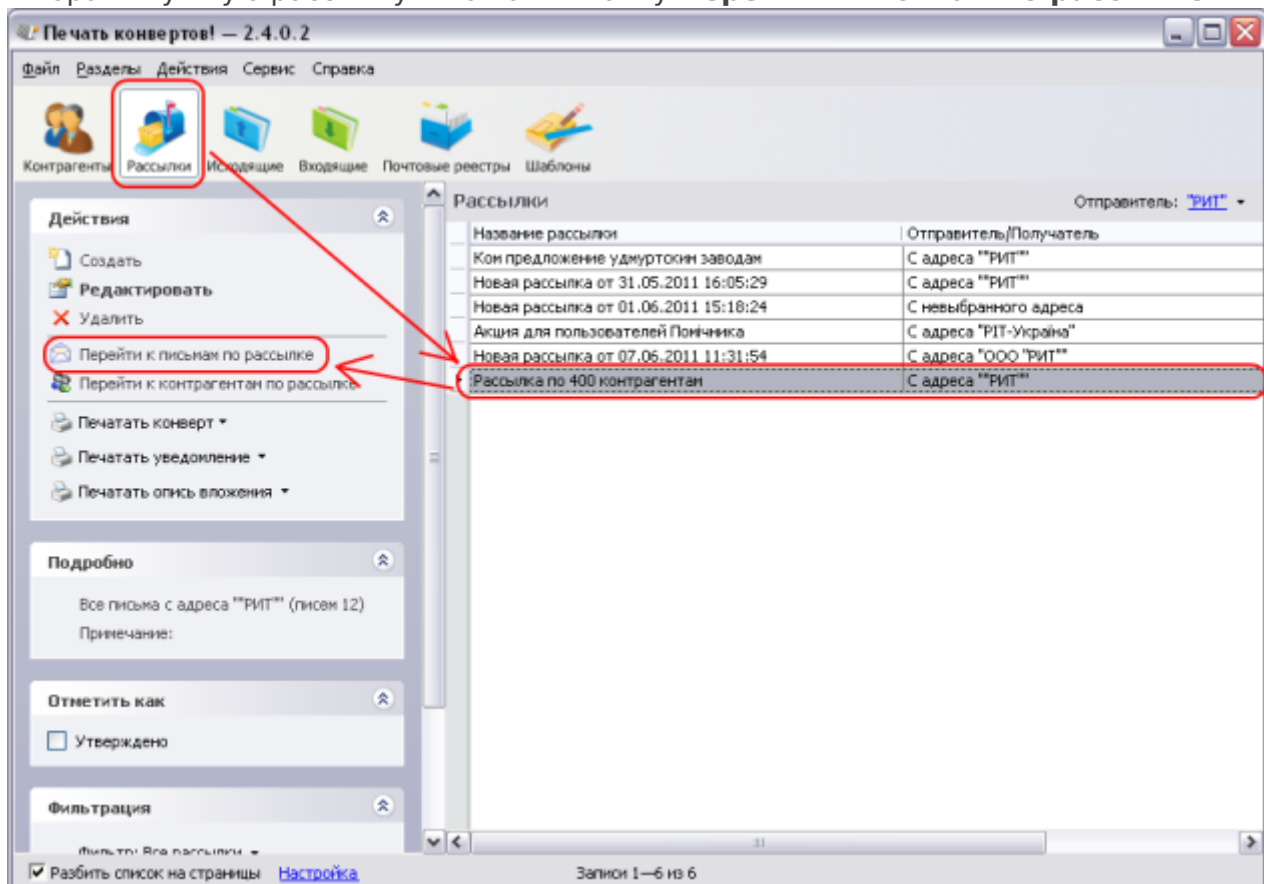 Печать конвертов! — 2.4.0.2
Файл Разделы Действия Сервис Справка
Контрагенты Рассылки Исходящие Входящие Почтовые реестры Шаблоны
Действия
Создать
Редактировать
Удалить
Перейти к письмам по рассылке
Перейти к контрагентам по рассылке
Печатать конверт
Печатать уведомление
Печатать опись вложения
Подробно
Все письма с адреса ""РИТ"" (писем 12)
Примечание:
Отметить как
Утверждено
Фильтрация
Фильтр: Все рассылки
Рассылки Отправитель: "РИТ"
Название рассылки Отправитель/Получатель
Ком предложение удмуртским заводам С адреса ""РИТ""
Новая рассылка от 31.05.2011 16:05:29 С адреса ""РИТ""
Новая рассылка от 01.06.2011 15:18:24 С невыбранного адреса
Акция для пользователей Помічника С адреса "РІТ-Україна"
Новая рассылка от 07.06.2011 11:31:54 С адреса "ООО "РИТ""
Рассылка по 400 контрагентам С адреса ""РИТ""
Разбить список на страницы Настройка Записи 1—6 из 6